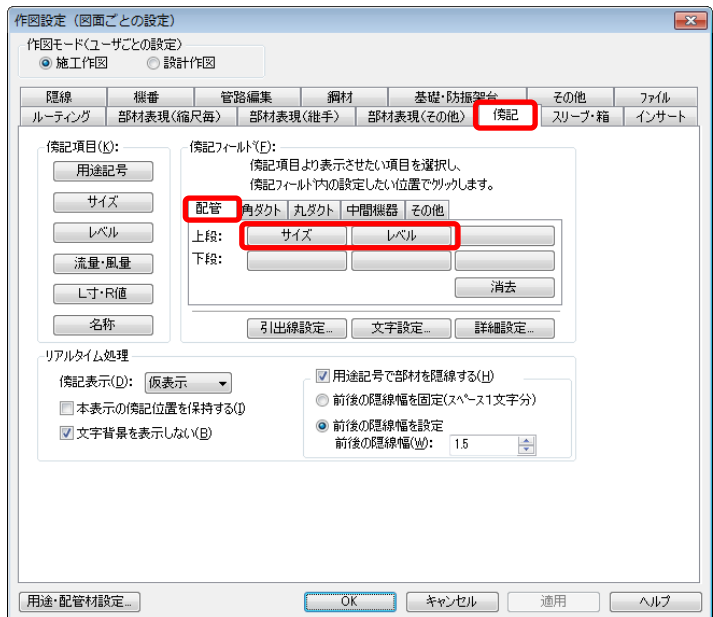 作図設定（図面ごとの設定）
作図モード(ユーザごとの設定)
施工作図 設計作図
隠線 機番 管路編集 鋼材 基礎・防振架台 その他 ファイル
ルーティング 部材表現(縮尺毎) 部材表現(継手) 部材表現(その他) 傍記 スリーブ・箱 インサート
傍記項目(K):
用途記号
サイズ
レベル
流量・風量
L寸・R値
名称
傍記フィールド(F):
傍記項目より表示させたい項目を選択し、
傍記フィールド内の設定したい位置でクリックします。
配管 角ダクト 丸ダクト 中間機器 その他
上段: サイズ レベル
下段:
消去
引出線設定... 文字設定... 詳細設定...
リアルタイム処理
傍記表示(D): 仮表示
本表示の傍記位置を保持する(I)
文字背景を表示しない(B)
用途記号で部材を隠線する(H)
前後の隠線幅を固定(スペース1文字分)
前後の隠線幅を設定
前後の隠線幅(W): 1.5
用途・配管材設定... OK キャンセル 適用 ヘルプ